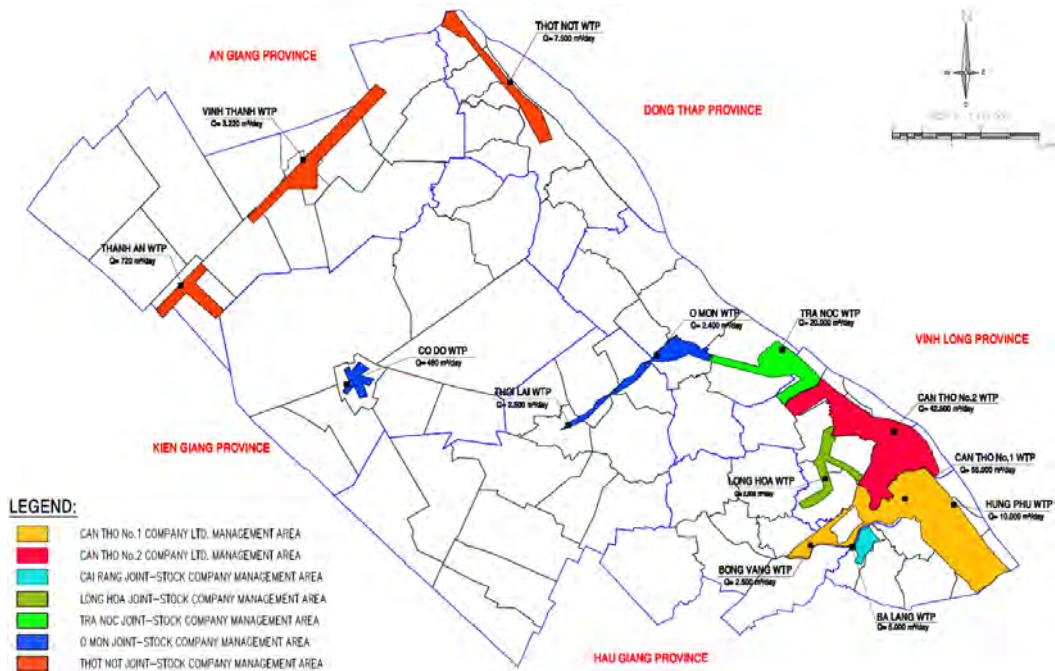 THOT NOT WTP
Q= 7.500 m³/day
AN GIANG PROVINCE
N
DONG THAP PROVINCE
VINH THANH WTP
Q= 3.220 m³/day
THANH AN WTP
Q= 720 m³/day
O MON WTP
Q= 2.400 m³/day
TRA NOC WTP
Q= 20.000 m³/day
VINH LONG PROVINCE
CO DO WTP
Q= 480 m³/day
THOI LAI WTP
Q= 2.500 m³/day
CAN THO No.2 WTP
Q= 42.500 m³/day
KIEN GIANG PROVINCE
CAN THO No.1 WTP
Q= 55.000 m³/day
LONG HOA WTP
m³/day
HUNG PHU WTP
Q= 10.000 m³/day
BONG VANG WTP
Q= 2.500 m³/day
BA LANG WTP
Q= 5.000 m³/day
HAU GIANG PROVINCE
LEGEND:
CAN THO No.1 COMPANY LTD. MANAGEMENT AREA
CAN THO No.2 COMPANY LTD. MANAGEMENT AREA
CAI RANG JOINT-STOCK COMPANY MANAGEMENT AREA
LONG HOA JOINT-STOCK COMPANY MANAGEMENT AREA
TRA NOC JOINT-STOCK COMPANY MANAGEMENT AREA
O MON JOINT-STOCK COMPANY MANAGEMENT AREA
THOT NOT JOINT-STOCK COMPANY MANAGEMENT AREA